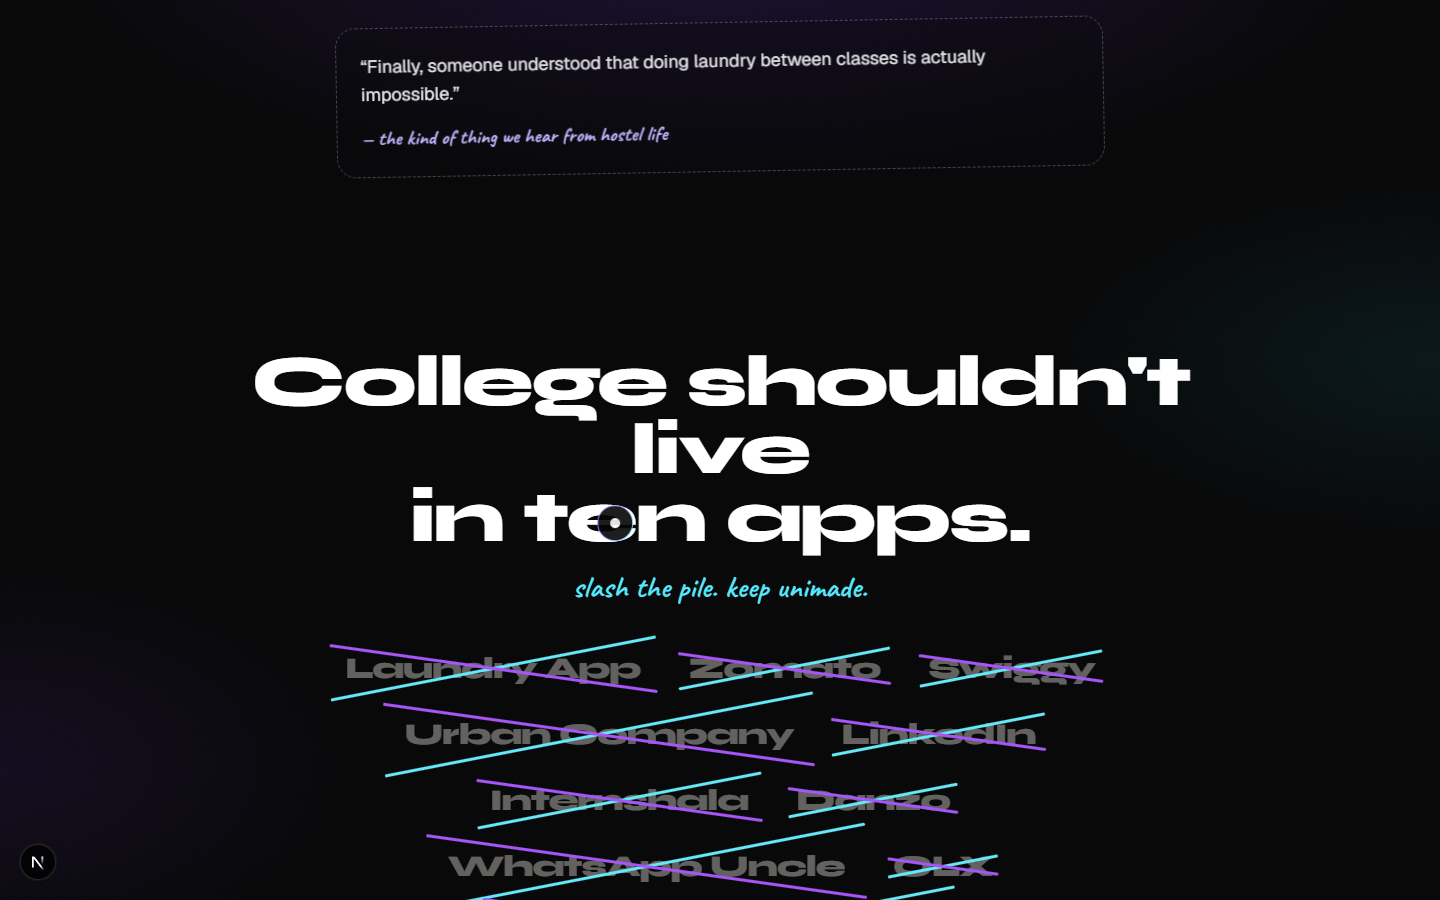 “Finally, someone understood that doing laundry between classes is actually
impossible.”
– the kind of thing we hear from hostel life
College shouldn't
live
in ten apps.
slash the pile. keep unimade.
Laundry App Zomato Swiggy
Urban Company LinkedIn
Internshala Dunzo
WhatsApp Uncle OLX
N